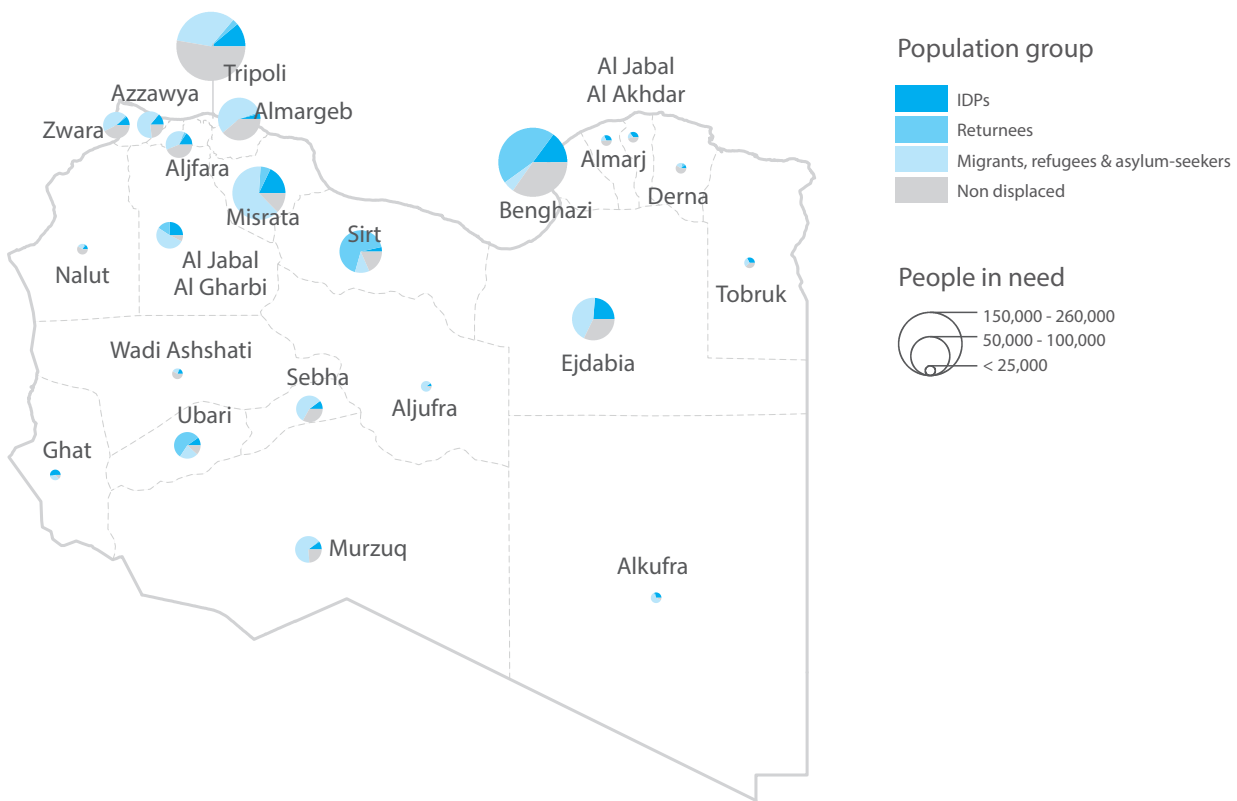 Tripoli
Azzawya
Almargeb
Zwara
Aljfara
Misrata
Sirt
Nalut
Al Jabal
Al Gharbi
Al Jabal
Al Akhdar
Almarj
Derna
Benghazi
Tobruk
Ejdabia
Wadi Ashshati
Sebha
Aljufra
Ubari
Ghat
Murzuq
Alkufra
Population group
IDPs
Returnees
Migrants, refugees & asylum-seekers
Non displaced
People in need
150,000 - 260,000
50,000 - 100,000
< 25,000